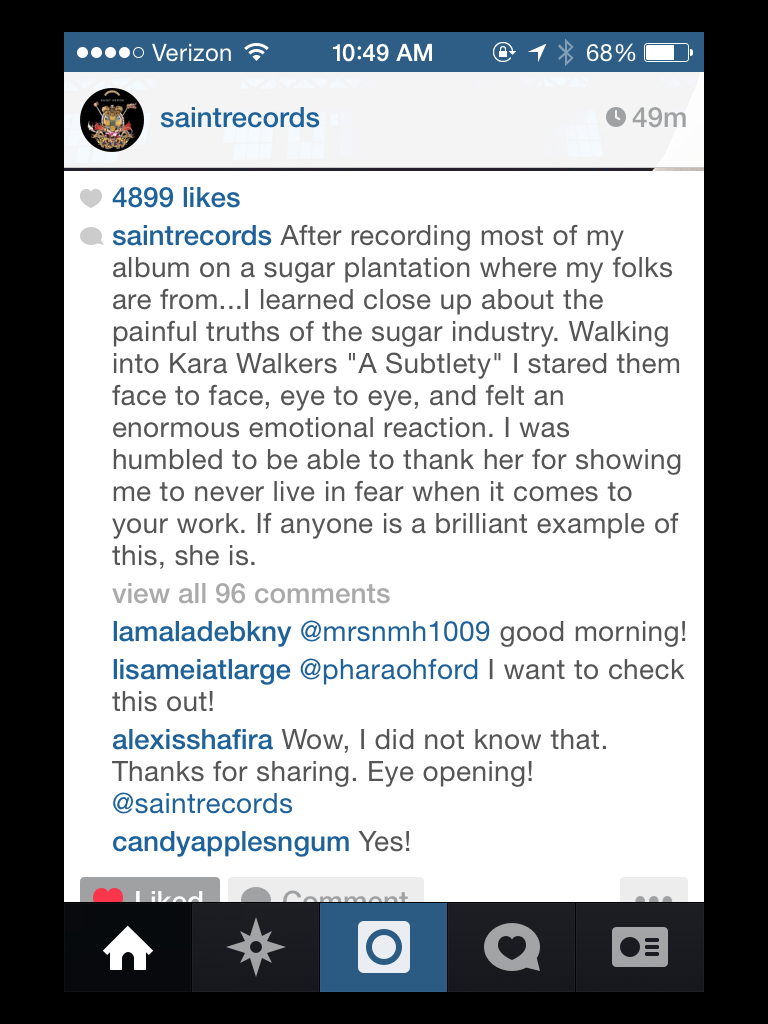 Verizon 10:49 AM 68%
saintrecords 49m
4899 likes
saintrecords After recording most of my
album on a sugar plantation where my folks
are from...I learned close up about the
painful truths of the sugar industry. Walking
into Kara Walkers "A Subtlety" I stared them
face to face, eye to eye, and felt an
enormous emotional reaction. I was
humbled to be able to thank her for showing
me to never live in fear when it comes to
your work. If anyone is a brilliant example of
this, she is.
view all 96 comments
lamaladebkny @mrsnmh1009 good morning!
lisameiatlarge @pharaohford I want to check
this out!
alexisshafira Wow, I did not know that.
Thanks for sharing. Eye opening!
@saintrecords
candyapplesngum Yes!
Liked Comment